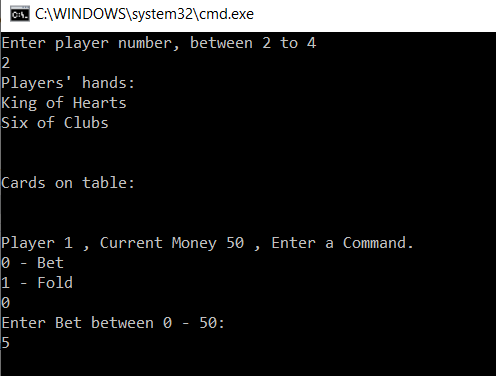 C:\WINDOWS\system32\cmd.exe
Enter player number, between 2 to 4
2
Players' hands:
King of Hearts
Six of Clubs
Cards on table:
Player 1 , Current Money 50 , Enter a Command.
0 - Bet
1 - Fold
0
Enter Bet between 0 - 50:
5